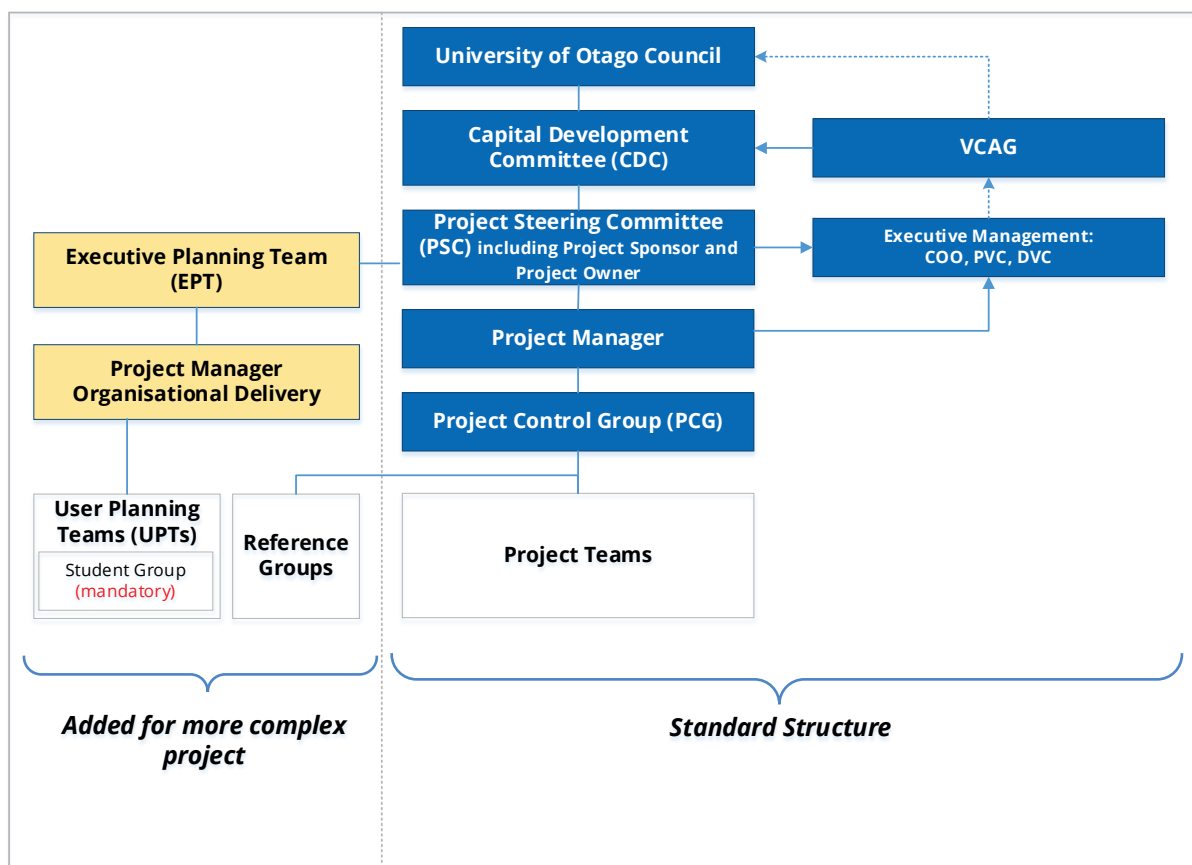 University of Otago Council
Capital Development
Committee (CDC)
VCAG
Project Steering Committee
(PSC) including Project Sponsor and
Project Owner
Executive Management:
COO, PVC, DVC
Executive Planning Team
(EPT)
Project Manager
Project Manager
Organisational Delivery
Project Control Group (PCG)
User Planning
Teams (UPTs)
Student Group
(mandatory)
Reference
Groups
Project Teams
Added for more complex
project
Standard Structure